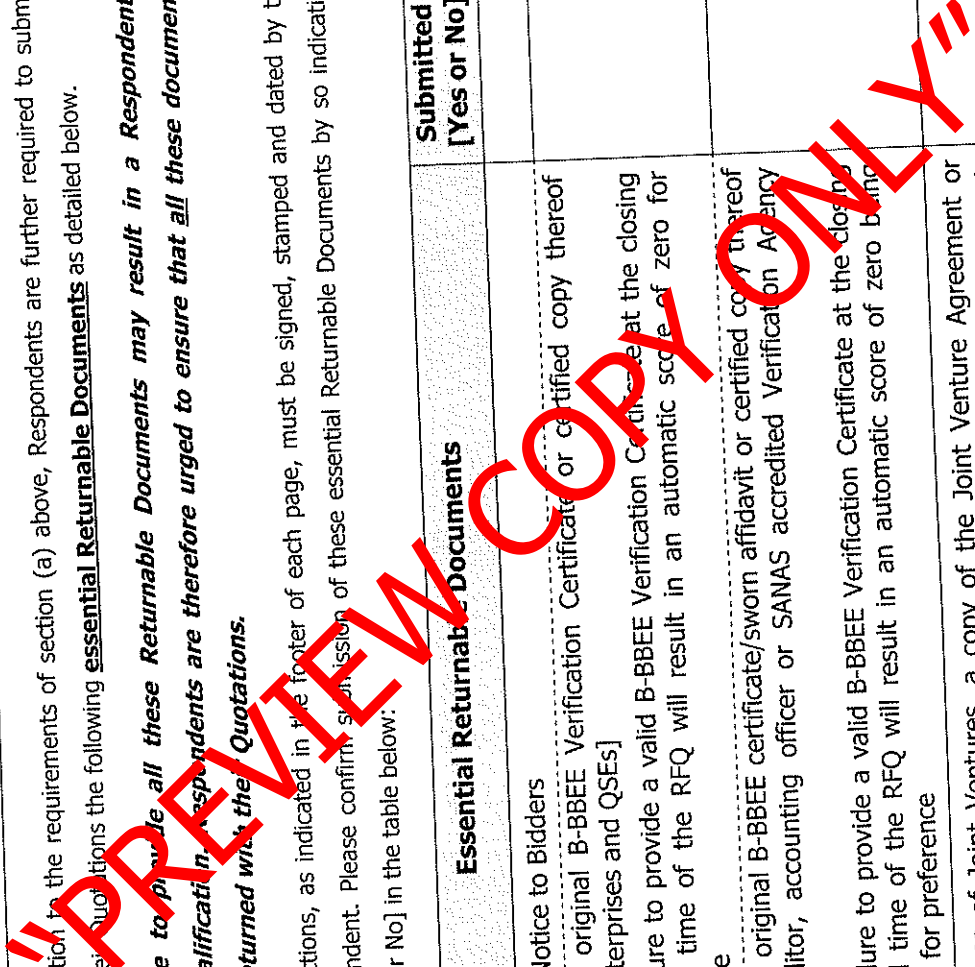 tion to the requirements of section (a) above, Respondents are further required to subm
Quotations the following essential Returnable Documents as detailed below.
e to provide all these Returnable Documents may result in a Respondent
alification. Respondents are therefore urged to ensure that all these documen
eturned with their Quotations.
ctions, as indicated in the footer of each page, must be signed, stamped and dated by t
ndent. Please confirm submission of these essential Returnable Documents by so indicati
r No] in the table below:
Essential Returnable Documents
Submitted
[Yes or No]
Notice to Bidders
original B-BBEE Verification Certificate or certified copy thereof
terprises and QSEs]
ure to provide a valid B-BBEE Verification Certificate at the closing
time of the RFQ will result in an automatic score of zero for
e
original B-BBEE certificate/sworn affidavit or certified copy thereof
ditor, accounting officer or SANAS accredited Verification Agency
lure to provide a valid B-BBEE Verification Certificate at the closing
l time of the RFQ will result in an automatic score of zero being
for preference
of Joint Ventures, a copy of the Joint Venture Agreement or
"PREVIEW COPY ONLY"